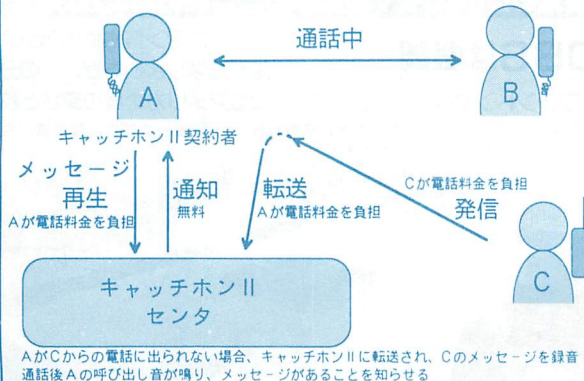 通話中
A
B
キャッチホンⅡ契約者
メッセージ
再生
Aが電話料金を負担
通知
無料
転送
Aが電話料金を負担
Cが電話料金を負担
発信
C
キャッチホンⅡ
センタ
AがCからの電話に出られない場合、キャッチホンⅡに転送され、Cのメッセージを録音
通話後Aの呼び出し音が鳴り、メッセージがあることを知らせる